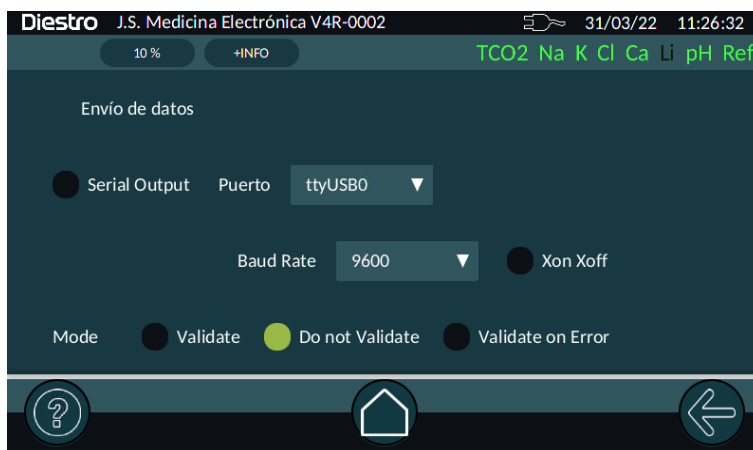 Diestro J.S. Medicina Electrónica V4R-0002 31/03/22 11:26:32
10 % +INFO TCO2 Na K Cl Ca Li pH Ref
Envío de datos
Serial Output Puerto ttyUSB0
Baud Rate 9600 Xon Xoff
Mode Validate Do not Validate Validate on Error
?